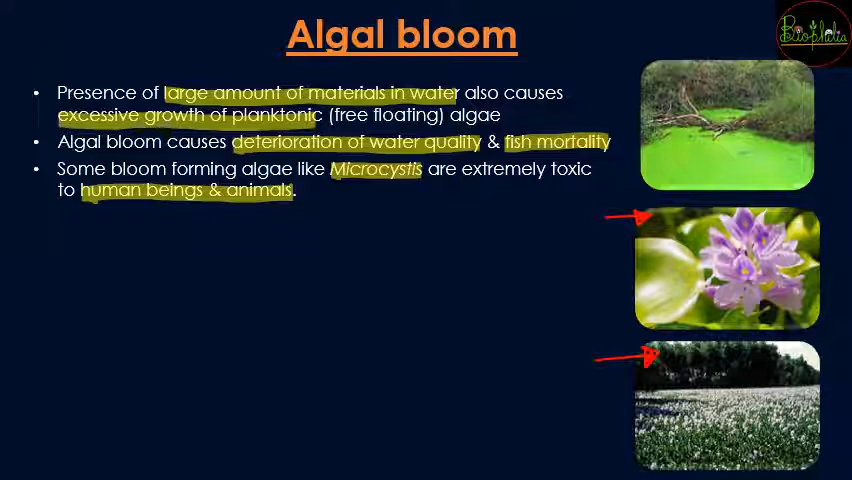 Algal bloom
Biophilia
• Presence of large amount of materials in water also causes
excessive growth of planktonic (free floating) algae
• Algal bloom causes deterioration of water quality & fish mortality
• Some bloom forming algae like Microcystis are extremely toxic
to human beings & animals.